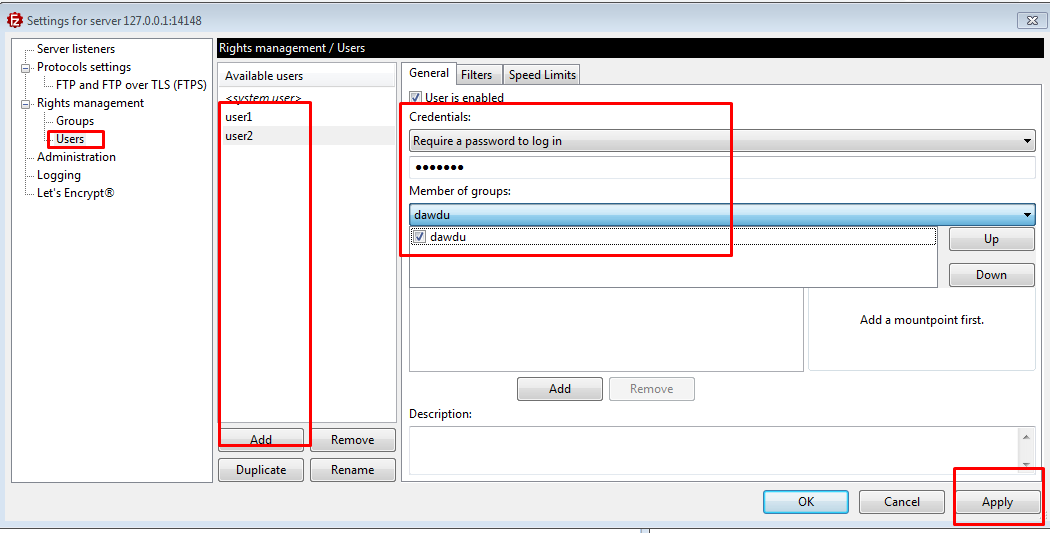 Settings for server 127.0.0.1:14148
Server listeners
Protocols settings
FTP and FTP over TLS (FTPS)
Rights management
Groups
Users
Administration
Logging
Let's Encrypt®
Rights management / Users
Available users
<system user>
user1
user2
Add
Remove
Duplicate
Rename
General
Filters
Speed Limits
User is enabled
Credentials:
Require a password to log in
Member of groups:
dawdu
dawdu
Up
Down
Add a mountpoint first.
Add
Remove
Description:
OK
Cancel
Apply